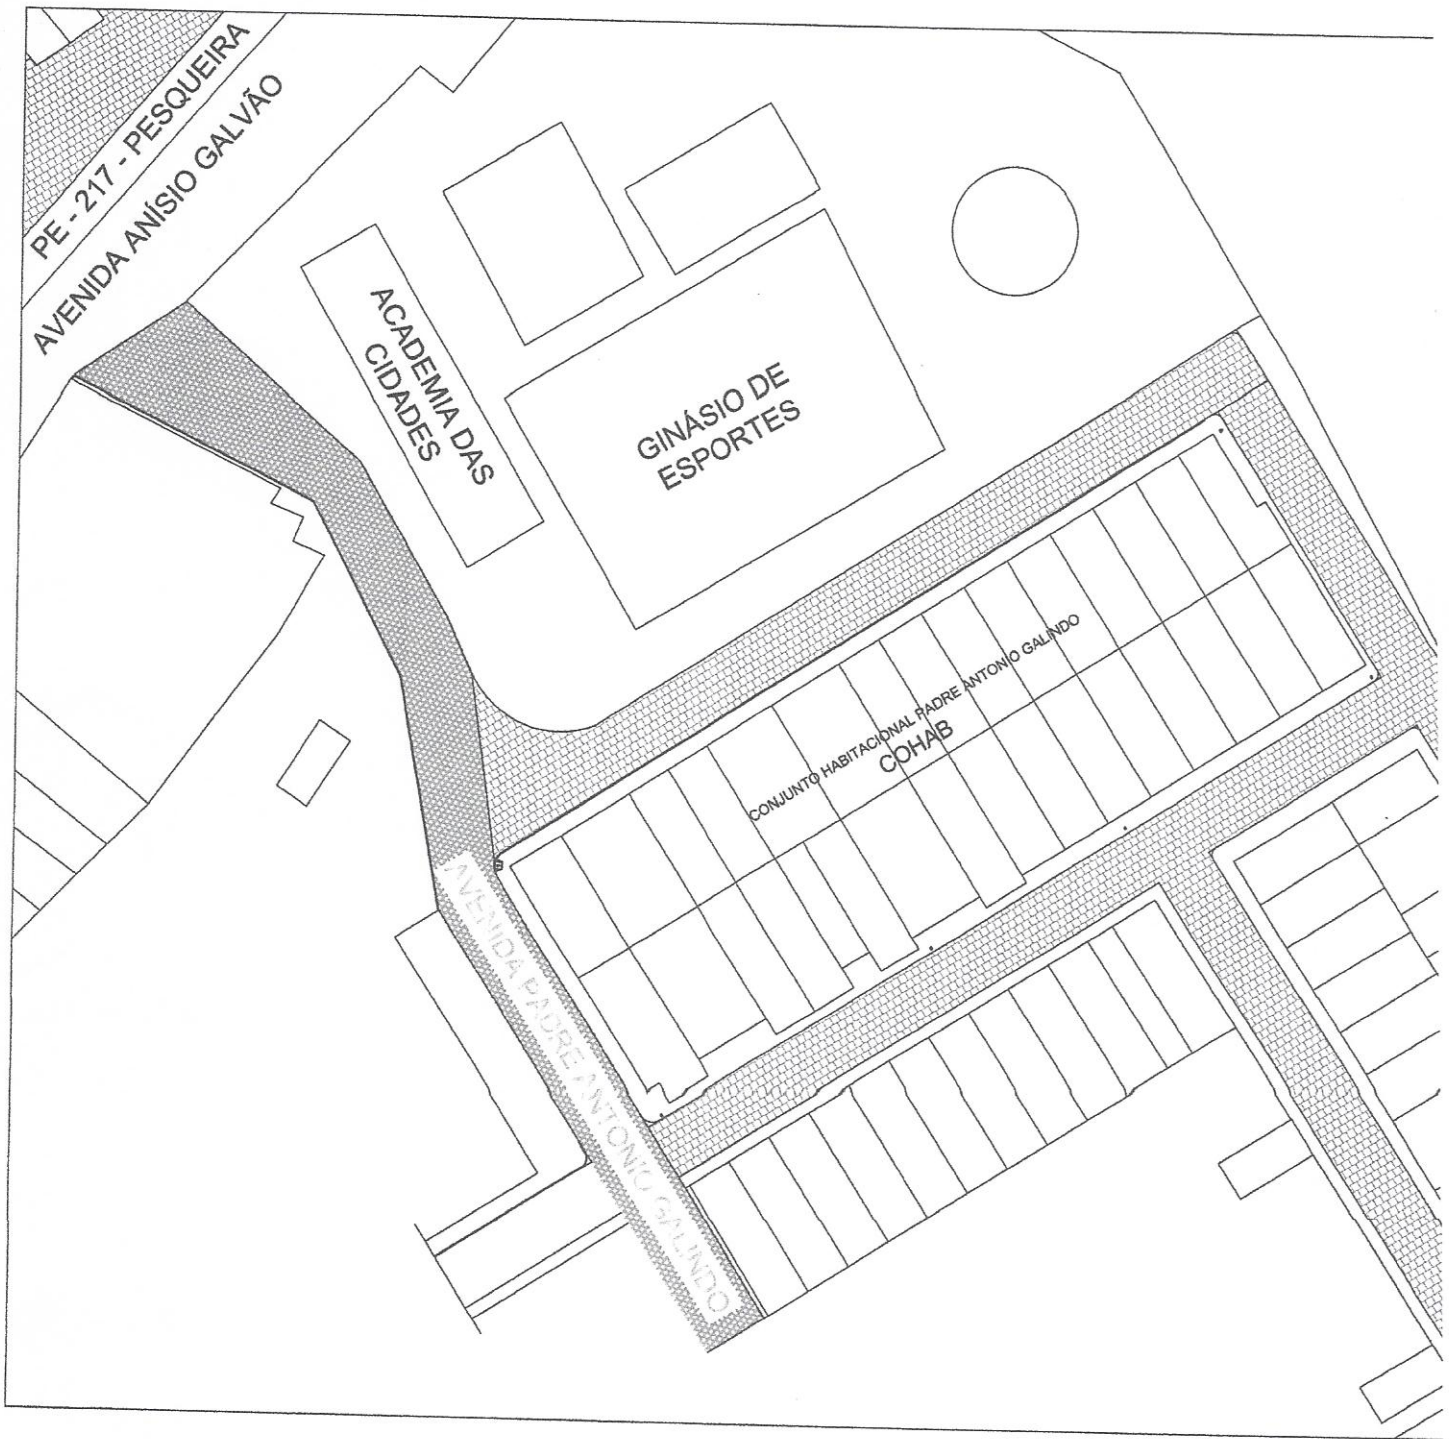 PE - 217 - PESQUEIRA
AVENIDA ANÍSIO GALVÃO
ACADEMIA DAS
CIDADES
GINÁSIO DE
ESPORTES
CONJUNTO HABITACIONAL PADRE ANTONIO GALINDO
COHAB
AVENIDA PADRE ANTONIO GALINDO